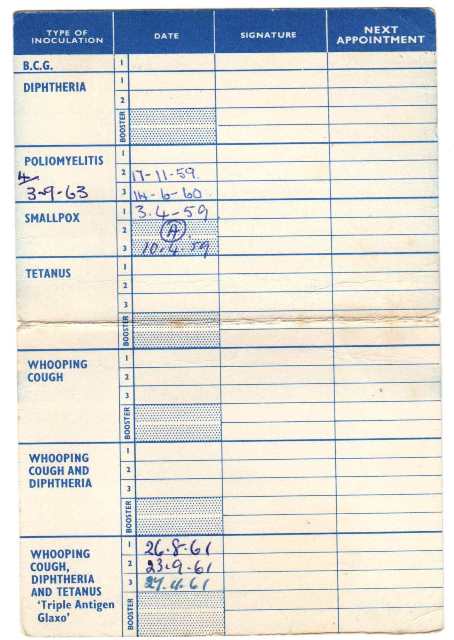 TYPE OF INOCULATION DATE SIGNATURE NEXT APPOINTMENT
B.C.G. 1
DIPHTHERIA 1
2
BOOSTER
POLIOMYELITIS 1
4 2 17-11-59.
3-9-63 3 14-6-60.
SMALLPOX 1 3.4-59
2 A
3 10.4.59
TETANUS 1
2
3
BOOSTER
WHOOPING COUGH 1
2
3
BOOSTER
WHOOPING COUGH AND DIPHTHERIA 1
2
3
BOOSTER
WHOOPING 1 26.8.61
COUGH, 2 23.9.61
DIPHTHERIA 3
AND TETANUS
'Triple Antigen
Glaxo'
BOOSTER